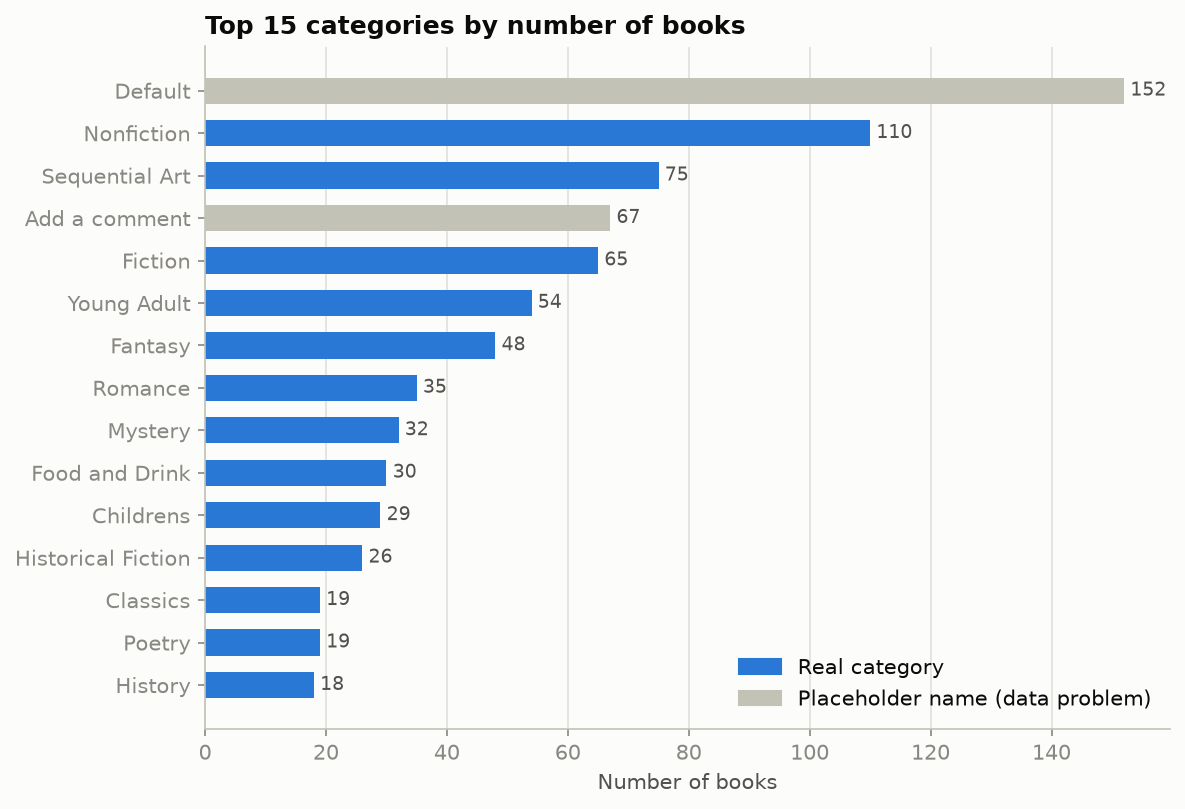 Top 15 categories by number of books
Default 152
Nonfiction 110
Sequential Art 75
Add a comment 67
Fiction 65
Young Adult 54
Fantasy 48
Romance 35
Mystery 32
Food and Drink 30
Childrens 29
Historical Fiction 26
Classics 19
Poetry 19
History 18
Real category
Placeholder name (data problem)
0 20 40 60 80 100 120 140
Number of books